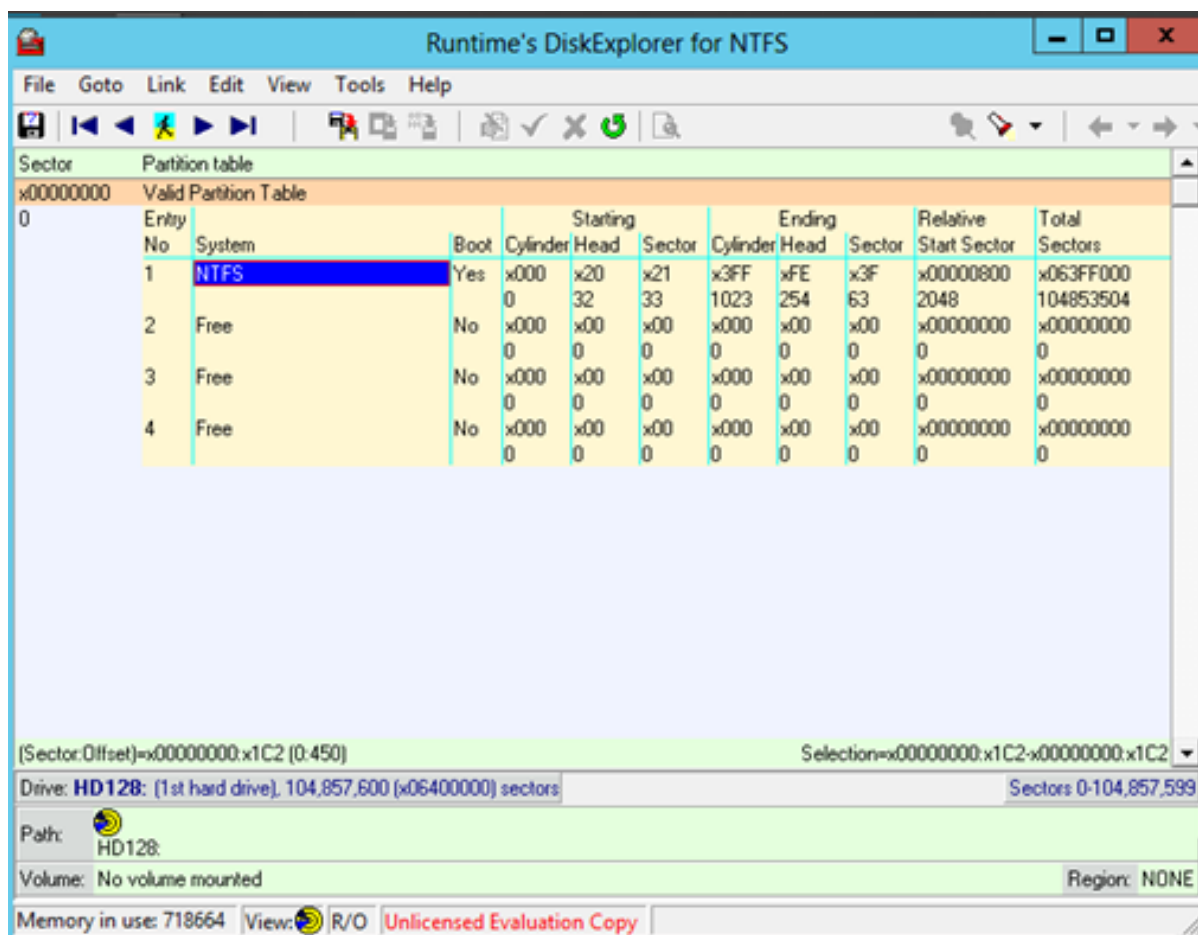 Runtime's DiskExplorer for NTFS
File Goto Link Edit View Tools Help
Sector Partition table
x00000000 Valid Partition Table
0 Entry Starting Ending Relative Total
No System Boot Cylinder Head Sector Cylinder Head Sector Start Sector Sectors
1 NTFS Yes x000 x20 x21 x3FF xFE x3F x00000800 x063FF000
0 32 33 1023 254 63 2048 104853504
2 Free No x000 x00 x00 x000 x00 x00 x00000000 x00000000
0 0 0 0 0 0 0 0
3 Free No x000 x00 x00 x000 x00 x00 x00000000 x00000000
0 0 0 0 0 0 0 0
4 Free No x000 x00 x00 x000 x00 x00 x00000000 x00000000
0 0 0 0 0 0 0 0
(Sector:Offset)=x00000000:x1C2 (0:450) Selection=x00000000:x1C2-x00000000:x1C2
Drive: HD128: (1st hard drive), 104,857,600 (x06400000) sectors Sectors 0-104,857,599
Path: HD128:
Volume: No volume mounted Region: NONE
Memory in use: 718664 View: R/O Unlicensed Evaluation Copy